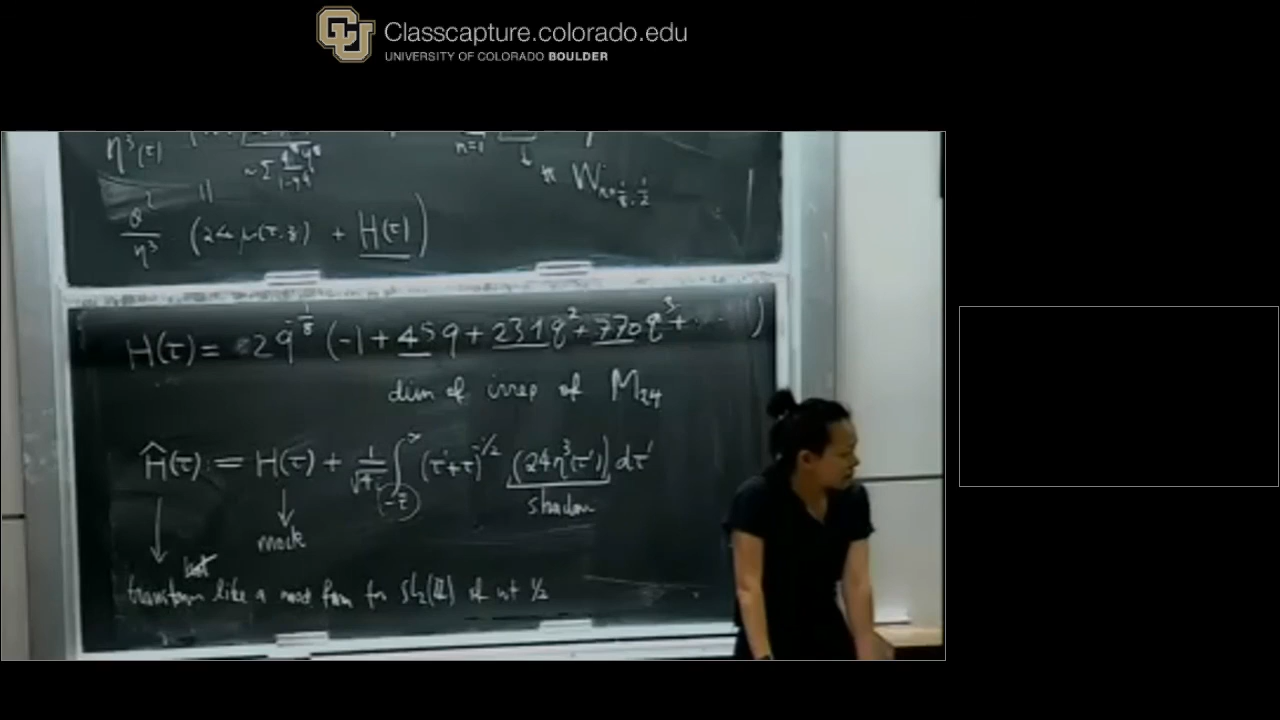 CU Classcapture.colorado.edu
UNIVERSITY OF COLORADO BOULDER
η³(τ)
n=1
θ²/η³ (24 μ(τ,z) + H(τ))
H(τ) = 2q^{-1/8} (-1 + 45q + 231q² + 770q³ + ... )
dim of irrep of M₂₄
Ĥ(τ) = H(τ) + 1/√4i ∫_{-τ̄}^{∞} (τ'+τ)^{-1/2} (24η³(τ')) dτ'
shadow
mock
transform like a mod form for SL₂(ℤ) of wt 1/2